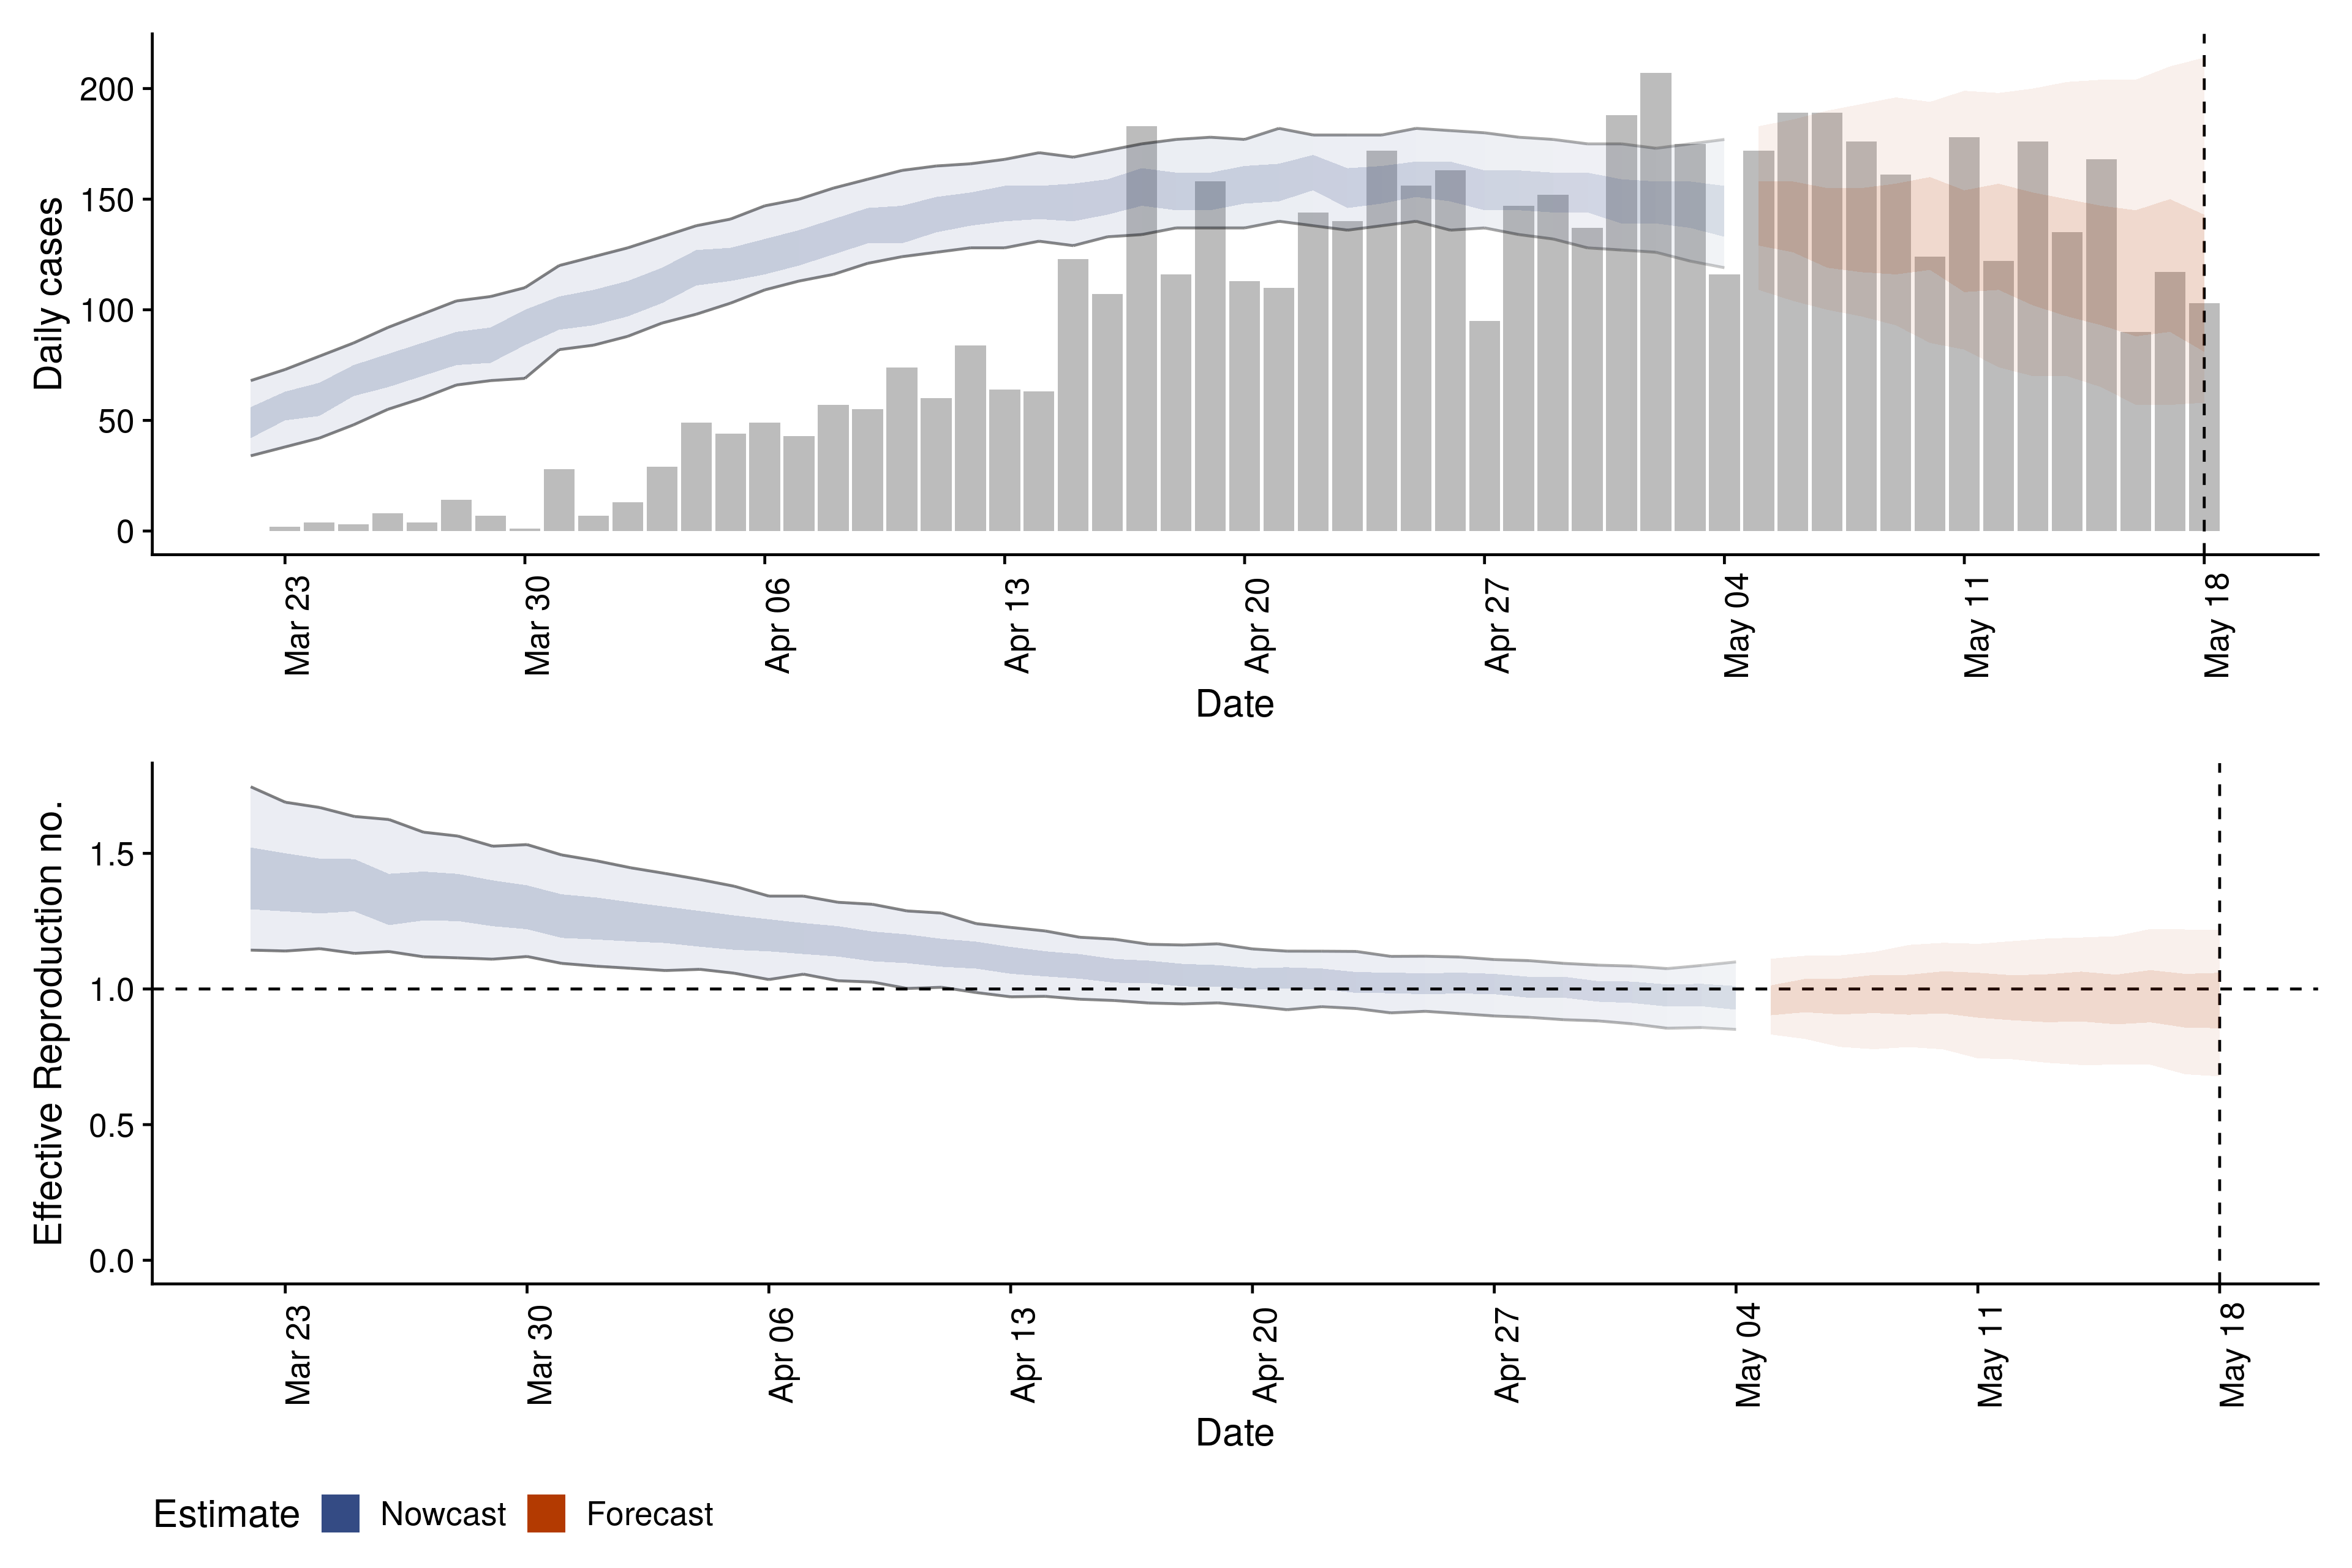 Daily cases
200
150
100
50
0
Mar 23
Mar 30
Apr 06
Apr 13
Apr 20
Apr 27
May 04
May 11
May 18
Date
Effective Reproduction no.
1.5
1.0
0.5
0.0
Mar 23
Mar 30
Apr 06
Apr 13
Apr 20
Apr 27
May 04
May 11
May 18
Date
Estimate Nowcast Forecast